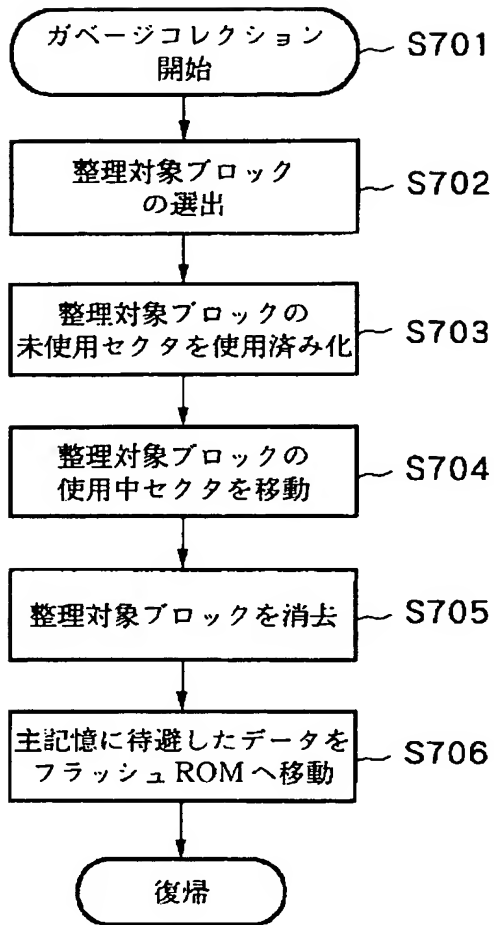 ガベージコレクション
開始
S701
整理対象ブロック
の選出
S702
整理対象ブロックの
未使用セクタを使用済み化
S703
整理対象ブロックの
使用中セクタを移動
S704
整理対象ブロックを消去
S705
主記憶に待避したデータを
フラッシュROMへ移動
S706
復帰